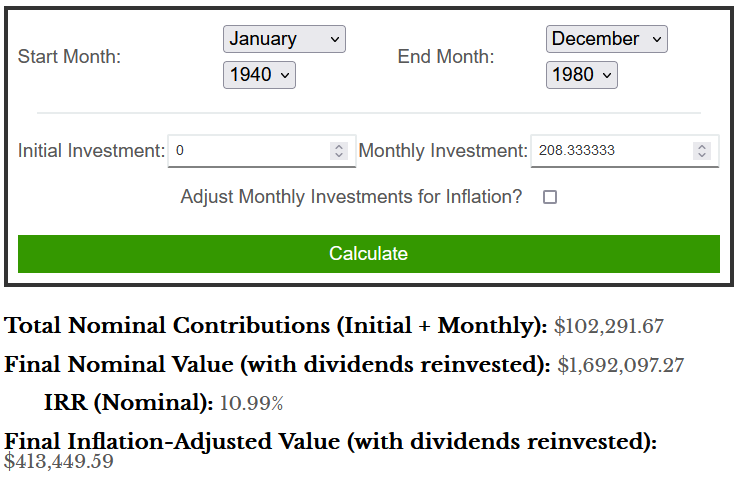 Start Month: January 1940 End Month: December 1980
Initial Investment: 0 Monthly Investment: 208.333333
Adjust Monthly Investments for Inflation?
Calculate
Total Nominal Contributions (Initial + Monthly): $102,291.67
Final Nominal Value (with dividends reinvested): $1,692,097.27
IRR (Nominal): 10.99%
Final Inflation-Adjusted Value (with dividends reinvested):
$413,449.59